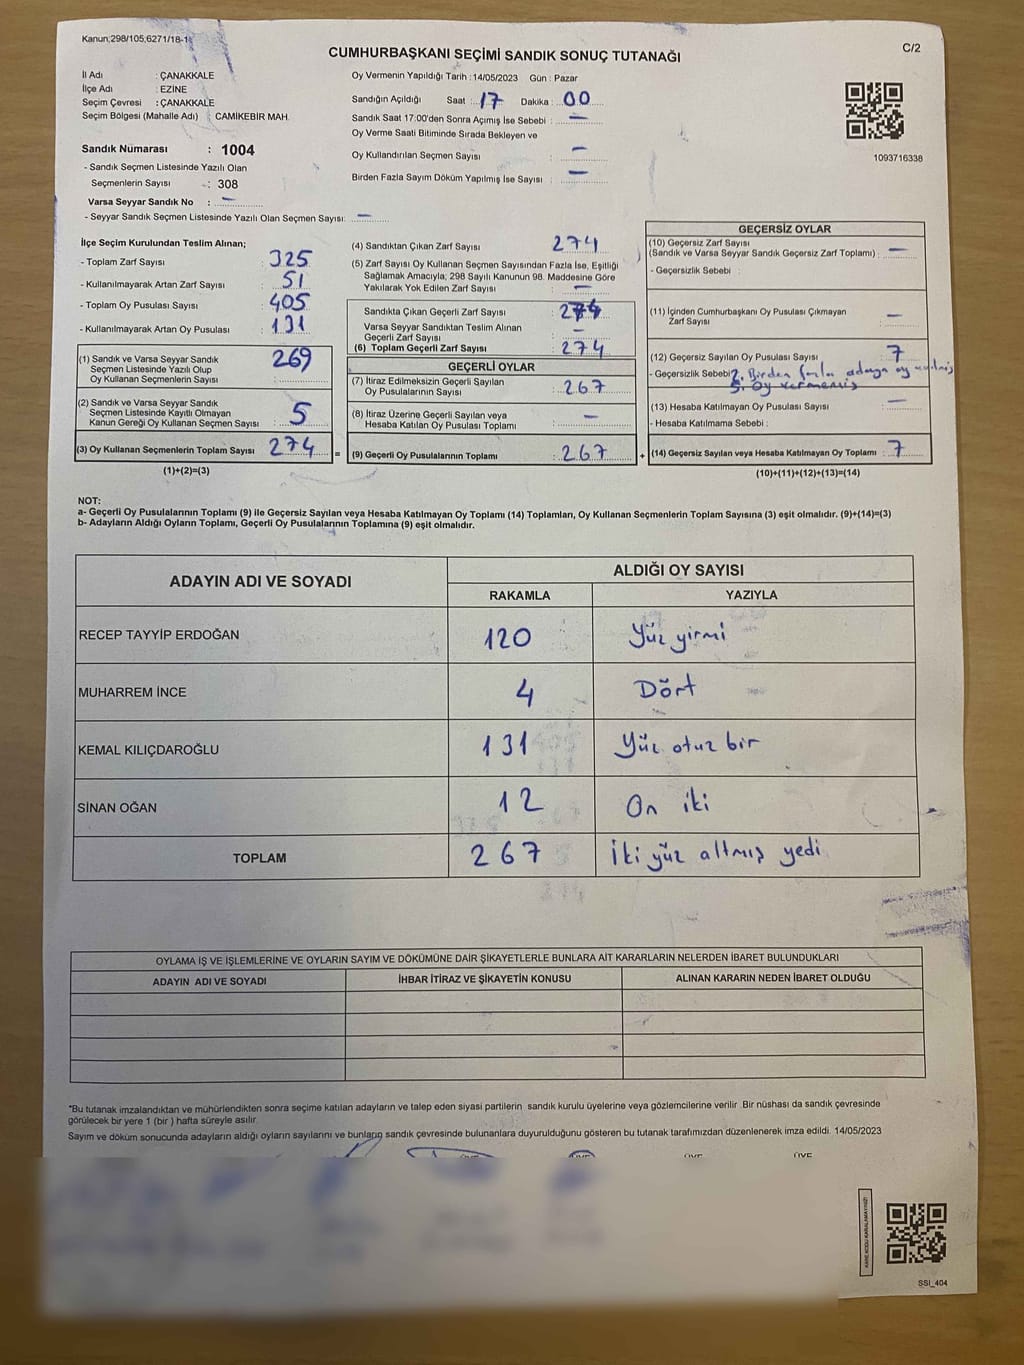 Kanun;298/105,6271/18-1
C/2
CUMHURBAŞKANI SEÇİMİ SANDIK SONUÇ TUTANAĞI
İl Adı : ÇANAKKALE
İlçe Adı : EZİNE
Seçim Çevresi : ÇANAKKALE
Seçim Bölgesi (Mahalle Adı) CAMİKEBİR MAH.
Sandık Numarası : 1004
- Sandık Seçmen Listesinde Yazılı Olan
Seçmenlerin Sayısı : 308
Varsa Seyyar Sandık No : —
- Seyyar Sandık Seçmen Listesinde Yazılı Olan Seçmen Sayısı: —
Oy Vermenin Yapıldığı Tarih : 14/05/2023 Gün : Pazar
Sandığın Açıldığı Saat : 17 Dakika : 00
Sandık Saat 17:00'den Sonra Açımış İse Sebebi : —
Oy Verme Saati Bitiminde Sırada Bekleyen ve
Oy Kullandırılan Seçmen Sayısı : —
Birden Fazla Sayım Döküm Yapılmış İse Sayısı : —
1093716338
İlçe Seçim Kurulundan Teslim Alınan;
- Toplam Zarf Sayısı : 325
- Kullanılmayarak Artan Zarf Sayısı : 51
- Toplam Oy Pusulası Sayısı : 405
- Kullanılmayarak Artan Oy Pusulası : 131
(1) Sandık ve Varsa Seyyar Sandık
Seçmen Listesinde Yazılı Olup
Oy Kullanan Seçmenlerin Sayısı : 269
(2) Sandık ve Varsa Seyyar Sandık
Seçmen Listesinde Kayıtlı Olmayan
Kanun Gereği Oy Kullanan Seçmen Sayısı : 5
(3) Oy Kullanan Seçmenlerin Toplam Sayısı : 274 =
(1)+(2)=(3)
(4) Sandıktan Çıkan Zarf Sayısı : 274
(5) Zarf Sayısı Oy Kullanan Seçmen Sayısından Fazla İse, Eşitliği
Sağlamak Amacıyla; 298 Sayılı Kanunun 98. Maddesine Göre
Yakılarak Yok Edilen Zarf Sayısı : —
Sandıkta Çıkan Geçerli Zarf Sayısı : 274
Varsa Seyyar Sandıktan Teslim Alınan
Geçerli Zarf Sayısı : —
(6) Toplam Geçerli Zarf Sayısı : 274
GEÇERLİ OYLAR
(7) İtiraz Edilmeksizin Geçerli Sayılan
Oy Pusulalarının Sayısı : 267
(8) İtiraz Üzerine Geçerli Sayılan veya
Hesaba Katılan Oy Pusulası Toplamı : —
(9) Geçerli Oy Pusulalarının Toplamı : 267 +
GEÇERSİZ OYLAR
(10) Geçersiz Zarf Sayısı
(Sandık ve Varsa Seyyar Sandık Geçersiz Zarf Toplamı) : —
- Geçersizlik Sebebi :
(11) İçinden Cumhurbaşkanı Oy Pusulası Çıkmayan
Zarf Sayısı : —
(12) Geçersiz Sayılan Oy Pusulası Sayısı : 7
- Geçersizlik Sebebi 2. Birden fazla adaya oy verilmiş
5. Oy vermemiş
(13) Hesaba Katılmayan Oy Pusulası Sayısı : —
- Hesaba Katılmama Sebebi :
(14) Geçersiz Sayılan veya Hesaba Katılmayan Oy Toplamı : 7
(10)+(11)+(12)+(13)=(14)
NOT:
a- Geçerli Oy Pusulalarının Toplamı (9) ile Geçersiz Sayılan veya Hesaba Katılmayan Oy Toplamı (14) Toplamları, Oy Kullanan Seçmenlerin Toplam Sayısına (3) eşit olmalıdır. (9)+(14)=(3)
b- Adayların Aldığı Oyların Toplamı, Geçerli Oy Pusulalarının Toplamına (9) eşit olmalıdır.
ADAYIN ADI VE SOYADI ALDIĞI OY SAYISI
RAKAMLA YAZIYLA
RECEP TAYYİP ERDOĞAN 120 Yüz yirmi
MUHARREM İNCE 4 Dört
KEMAL KILIÇDAROĞLU 131 Yüz otuz bir
SİNAN OĞAN 12 On iki
TOPLAM 267 İki yüz altmış yedi
OYLAMA İŞ VE İŞLEMLERİNE VE OYLARIN SAYIM VE DÖKÜMÜNE DAİR ŞİKAYETLERLE BUNLARA AİT KARARLARIN NELERDEN İBARET BULUNDUKLARI
ADAYIN ADI VE SOYADI İHBAR İTİRAZ VE ŞİKAYETİN KONUSU ALINAN KARARIN NEDEN İBARET OLDUĞU
*Bu tutanak imzalandıktan ve mühürlendikten sonra seçime katılan adayların ve talep eden siyasi partilerin sandık kurulu üyelerine veya gözlemcilerine verilir. Bir nüshası da sandık çevresinde
görülecek bir yere 1 (bir ) hafta süreyle asılır.
Sayım ve döküm sonucunda adayların aldığı oyların sayılarını ve bunların sandık çevresinde bulunanlara duyurulduğunu gösteren bu tutanak tarafımızdan düzenlenerek imza edildi. 14/05/2023
ÜYE ÜYE
KARE KODU KARALAMAYINIZ!
SSI_404